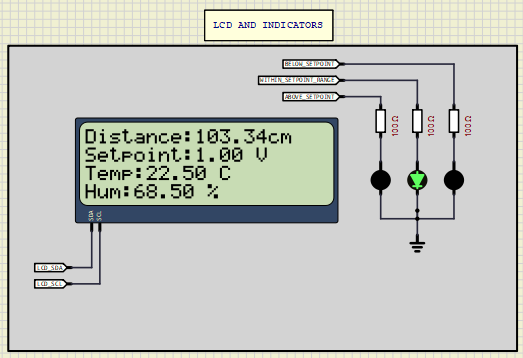 LCD AND INDICATORS
BELOW_SETPOINT
WITHIN_SETPOINT_RANGE
ABOVE_SETPOINT
100Ω
100Ω
100Ω
Distance:103.34cm
Setpoint:1.00 V
Temp:22.50 C
Hum:68.50 %
SDA
SCL
LCD_SDA
LCD_SCL